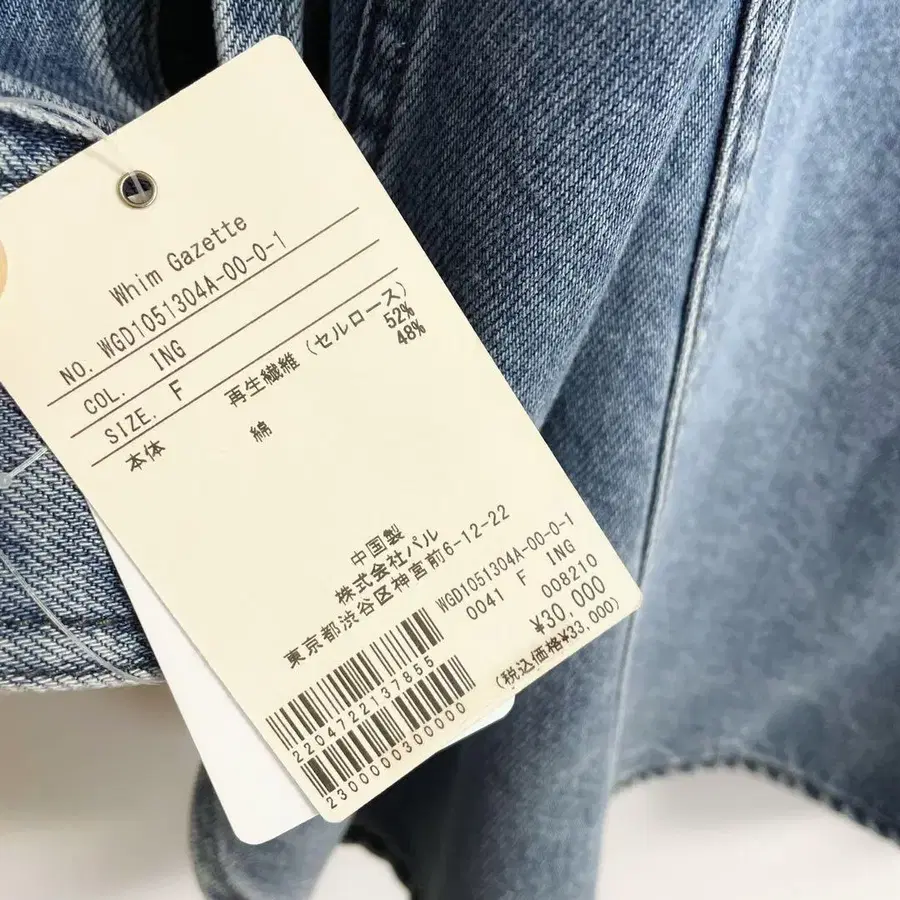 Whim Gazette
NO. WGD1051304A-00-0-1
COL. ING
SIZE. F
本体 再生繊維(セルロース) 52%
綿 48%
中国製
株式会社パル
東京都渋谷区神宮前6-12-22
WGD1051304A-00-0-1
0041 F ING
008210
¥30,000
(税込価格¥33,000)
2204722137855
2300000300000